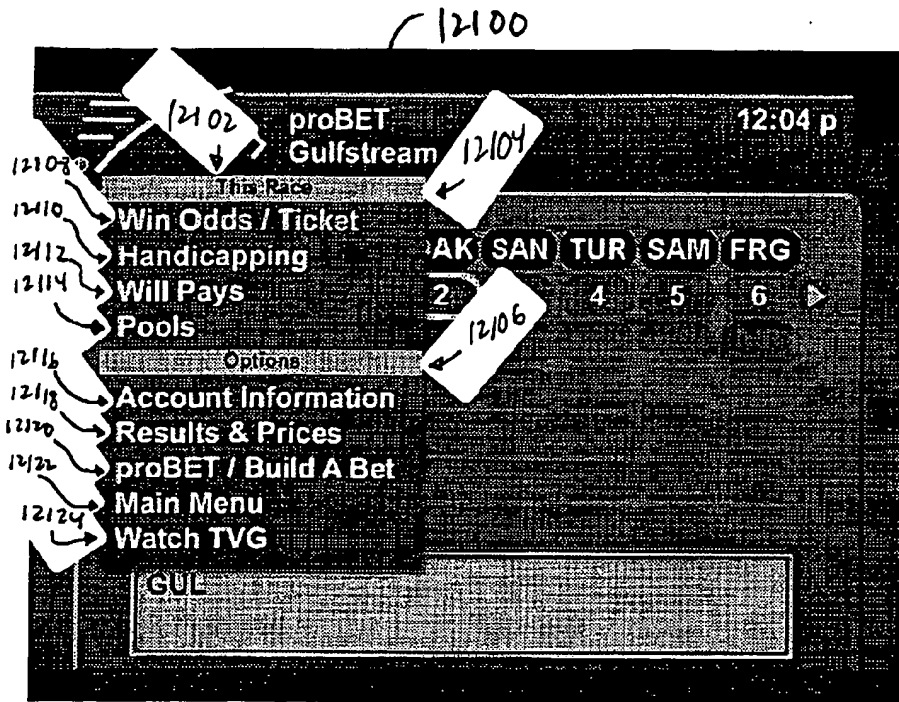 12100
12102
proBET
12:04 p
Gulfstream
12104
12108
This Race
12110
Win Odds / Ticket
Handicapping
AK SAN TUR SAM FRG
12112
Will Pays
2 4 5 6
12114
Pools
12106
Options
12116
Account Information
12118
Results & Prices
12120
proBET / Build A Bet
12122
Main Menu
12124
Watch TVG
GUL